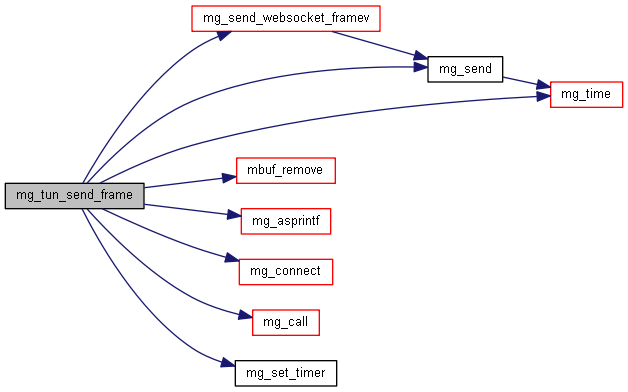 mg_send_websocket_framev
mg_send
mg_time
mbuf_remove
mg_tun_send_frame
mg_asprintf
mg_connect
mg_call
mg_set_timer